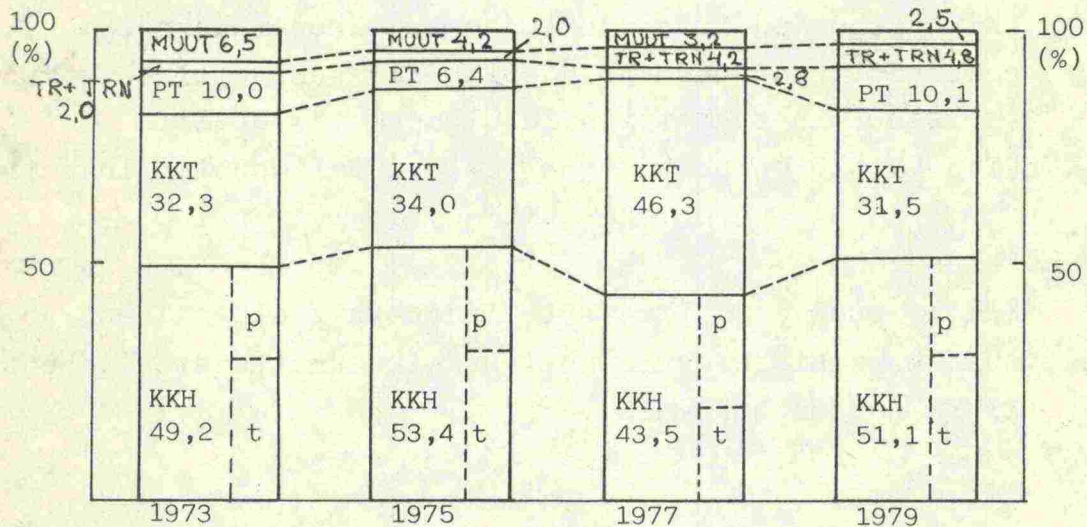 100
(%)
MUUT 6,5
TR+TRN
2,0
PT 10,0
KKT
32,3
50
p
KKH
49,2
t
1973
MUUT 4,2
2,0
PT 6,4
KKT
34,0
p
KKH
53,4
t
1975
MUUT 3,2
TR+TRN 4,2
2,8
KKT
46,3
p
KKH
43,5
t
1977
2,5
TR+TRN 4,8
PT 10,1
KKT
31,5
p
KKH
51,1
t
1979
100
(%)
50